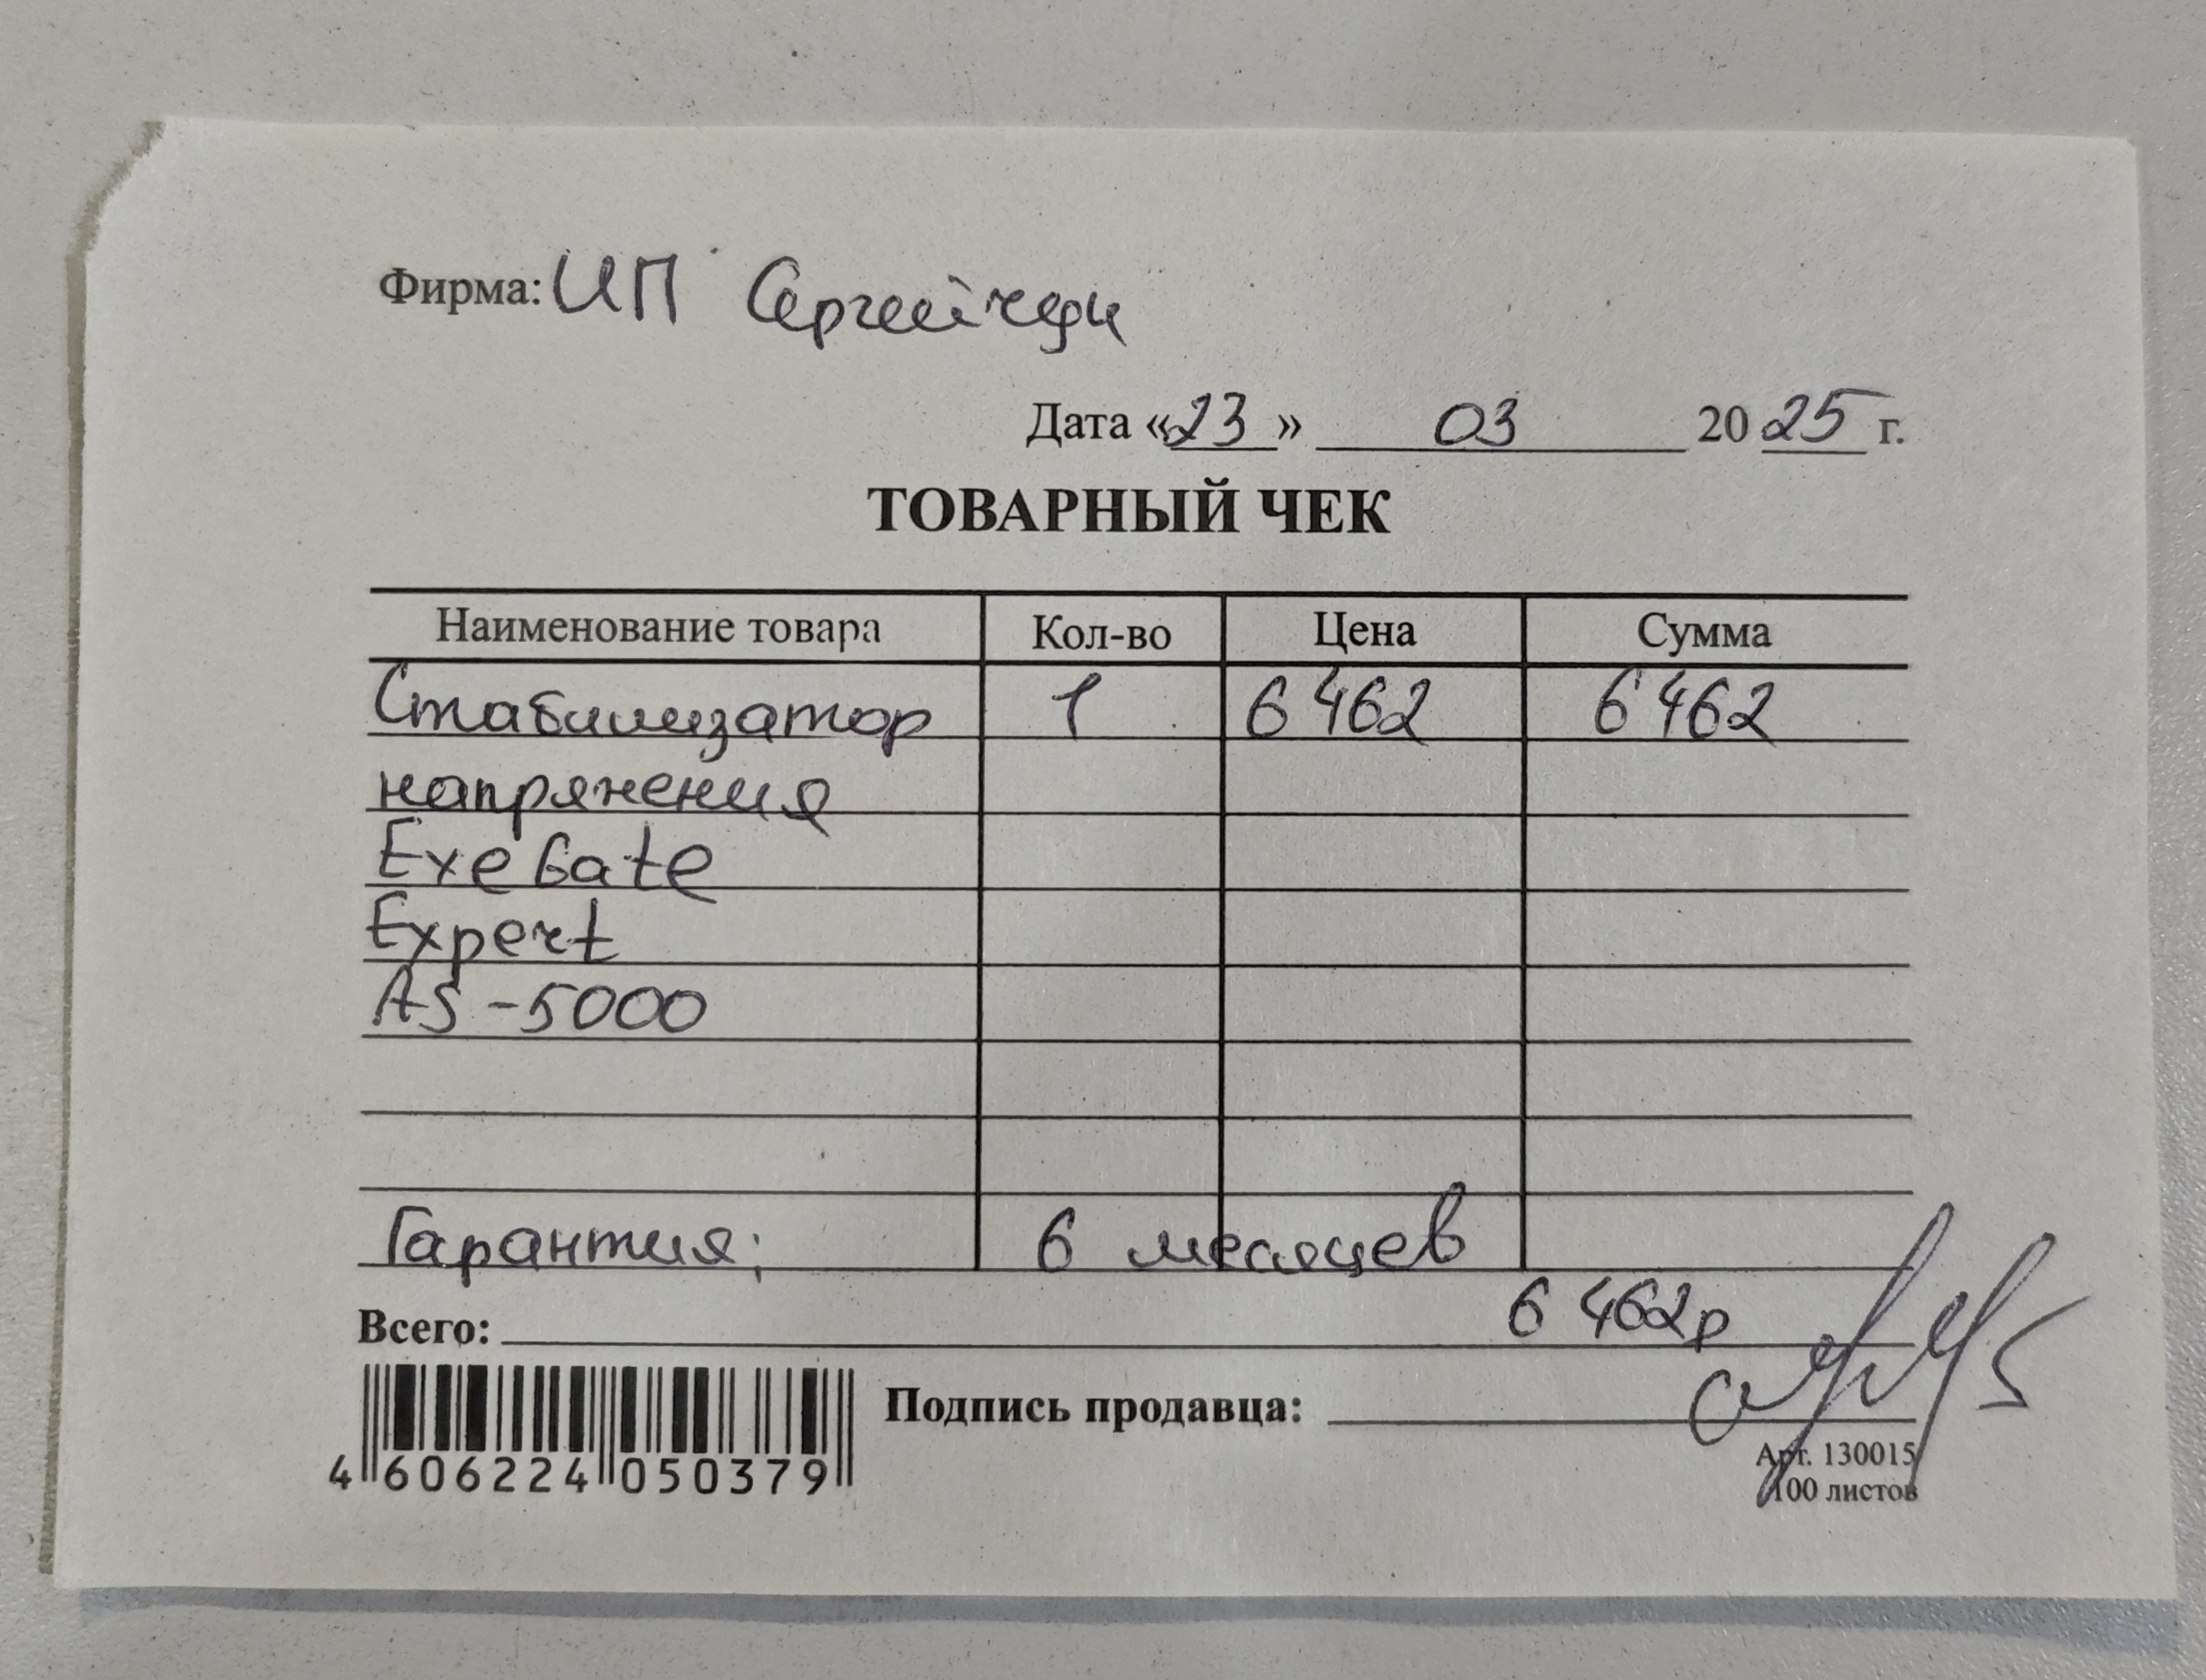 Фирма: ИП
Дата «23» 03 2025 г.
ТОВАРНЫЙ ЧЕК
Наименование товара Кол-во Цена Сумма
Стабилизатор 1 6 462 6 462
напряжения
ExeGate
Expert
AS-5000
Гарантия: 6 месяцев
Всего: 6 462р
4 606224 050379 Подпись продавца:
Арт. 130015
100 листов